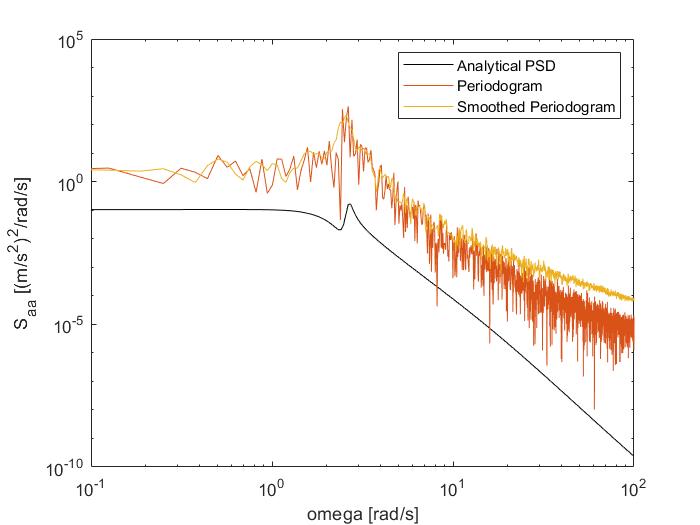 10^5
10^0
10^-5
10^-10
S_aa [(m/s^2)^2/rad/s]
Analytical PSD
Periodogram
Smoothed Periodogram
10^-1
10^0
10^1
10^2
omega [rad/s]